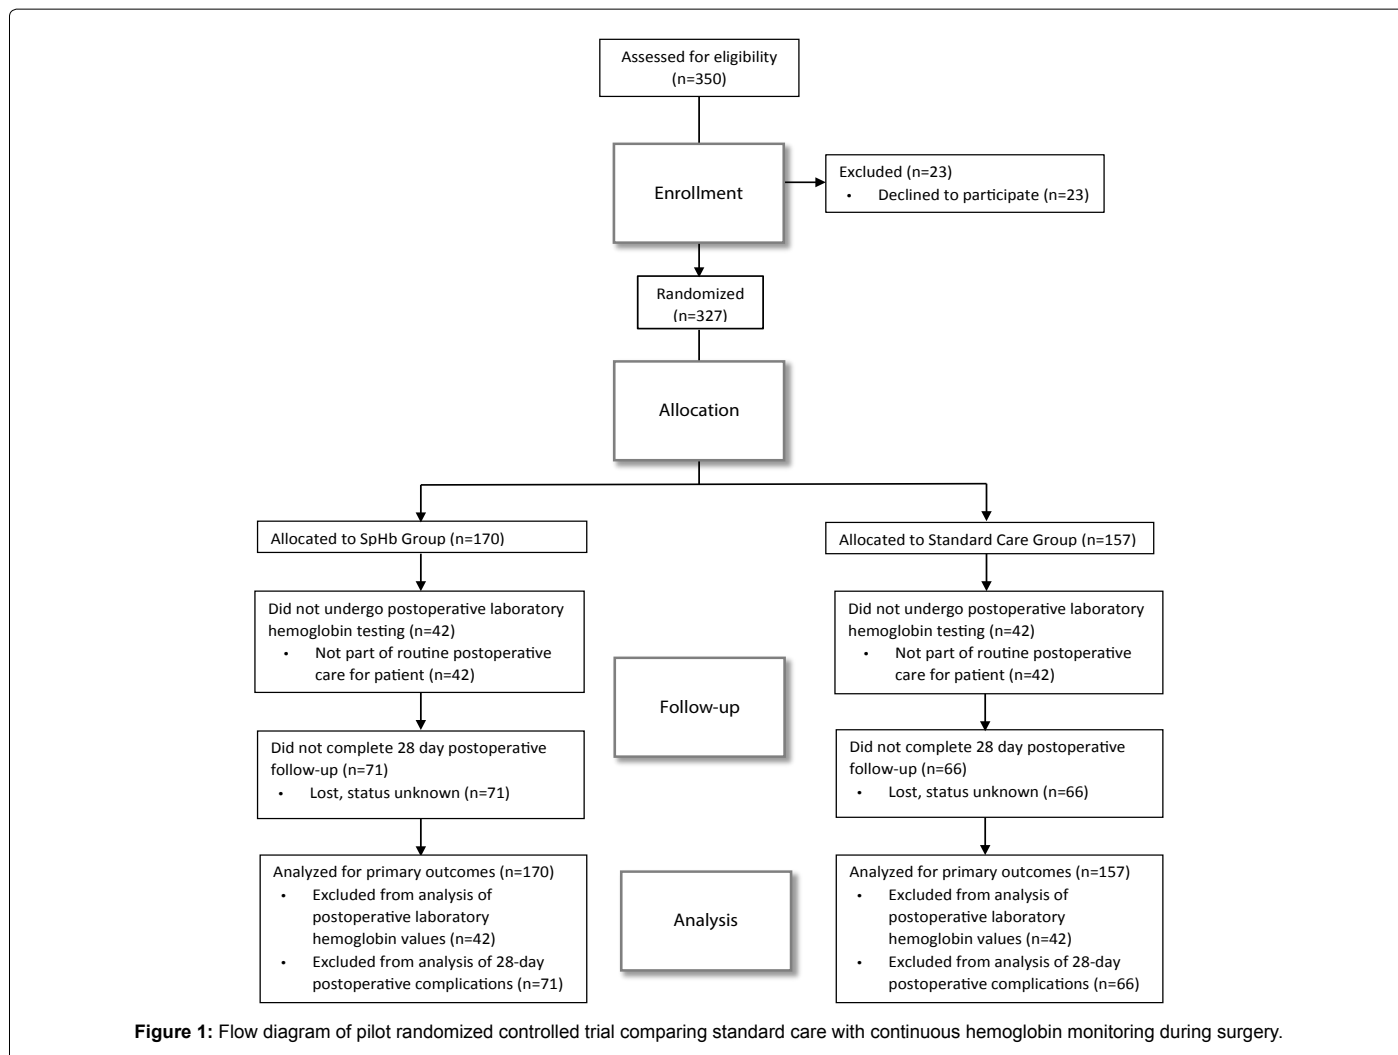 Assessed for eligibility
(n=350)
Enrollment
Excluded (n=23)
• Declined to participate (n=23)
Randomized
(n=327)
Allocation
Allocated to SpHb Group (n=170)
Allocated to Standard Care Group (n=157)
Did not undergo postoperative laboratory
hemoglobin testing (n=42)
• Not part of routine postoperative
care for patient (n=42)
Did not undergo postoperative laboratory
hemoglobin testing (n=42)
• Not part of routine postoperative
care for patient (n=42)
Follow-up
Did not complete 28 day postoperative
follow-up (n=71)
• Lost, status unknown (n=71)
Did not complete 28 day postoperative
follow-up (n=66)
• Lost, status unknown (n=66)
Analyzed for primary outcomes (n=170)
• Excluded from analysis of
postoperative laboratory
hemoglobin values (n=42)
• Excluded from analysis of 28-day
postoperative complications (n=71)
Analysis
Analyzed for primary outcomes (n=157)
• Excluded from analysis of
postoperative laboratory
hemoglobin values (n=42)
• Excluded from analysis of 28-day
postoperative complications (n=66)
Figure 1: Flow diagram of pilot randomized controlled trial comparing standard care with continuous hemoglobin monitoring during surgery.